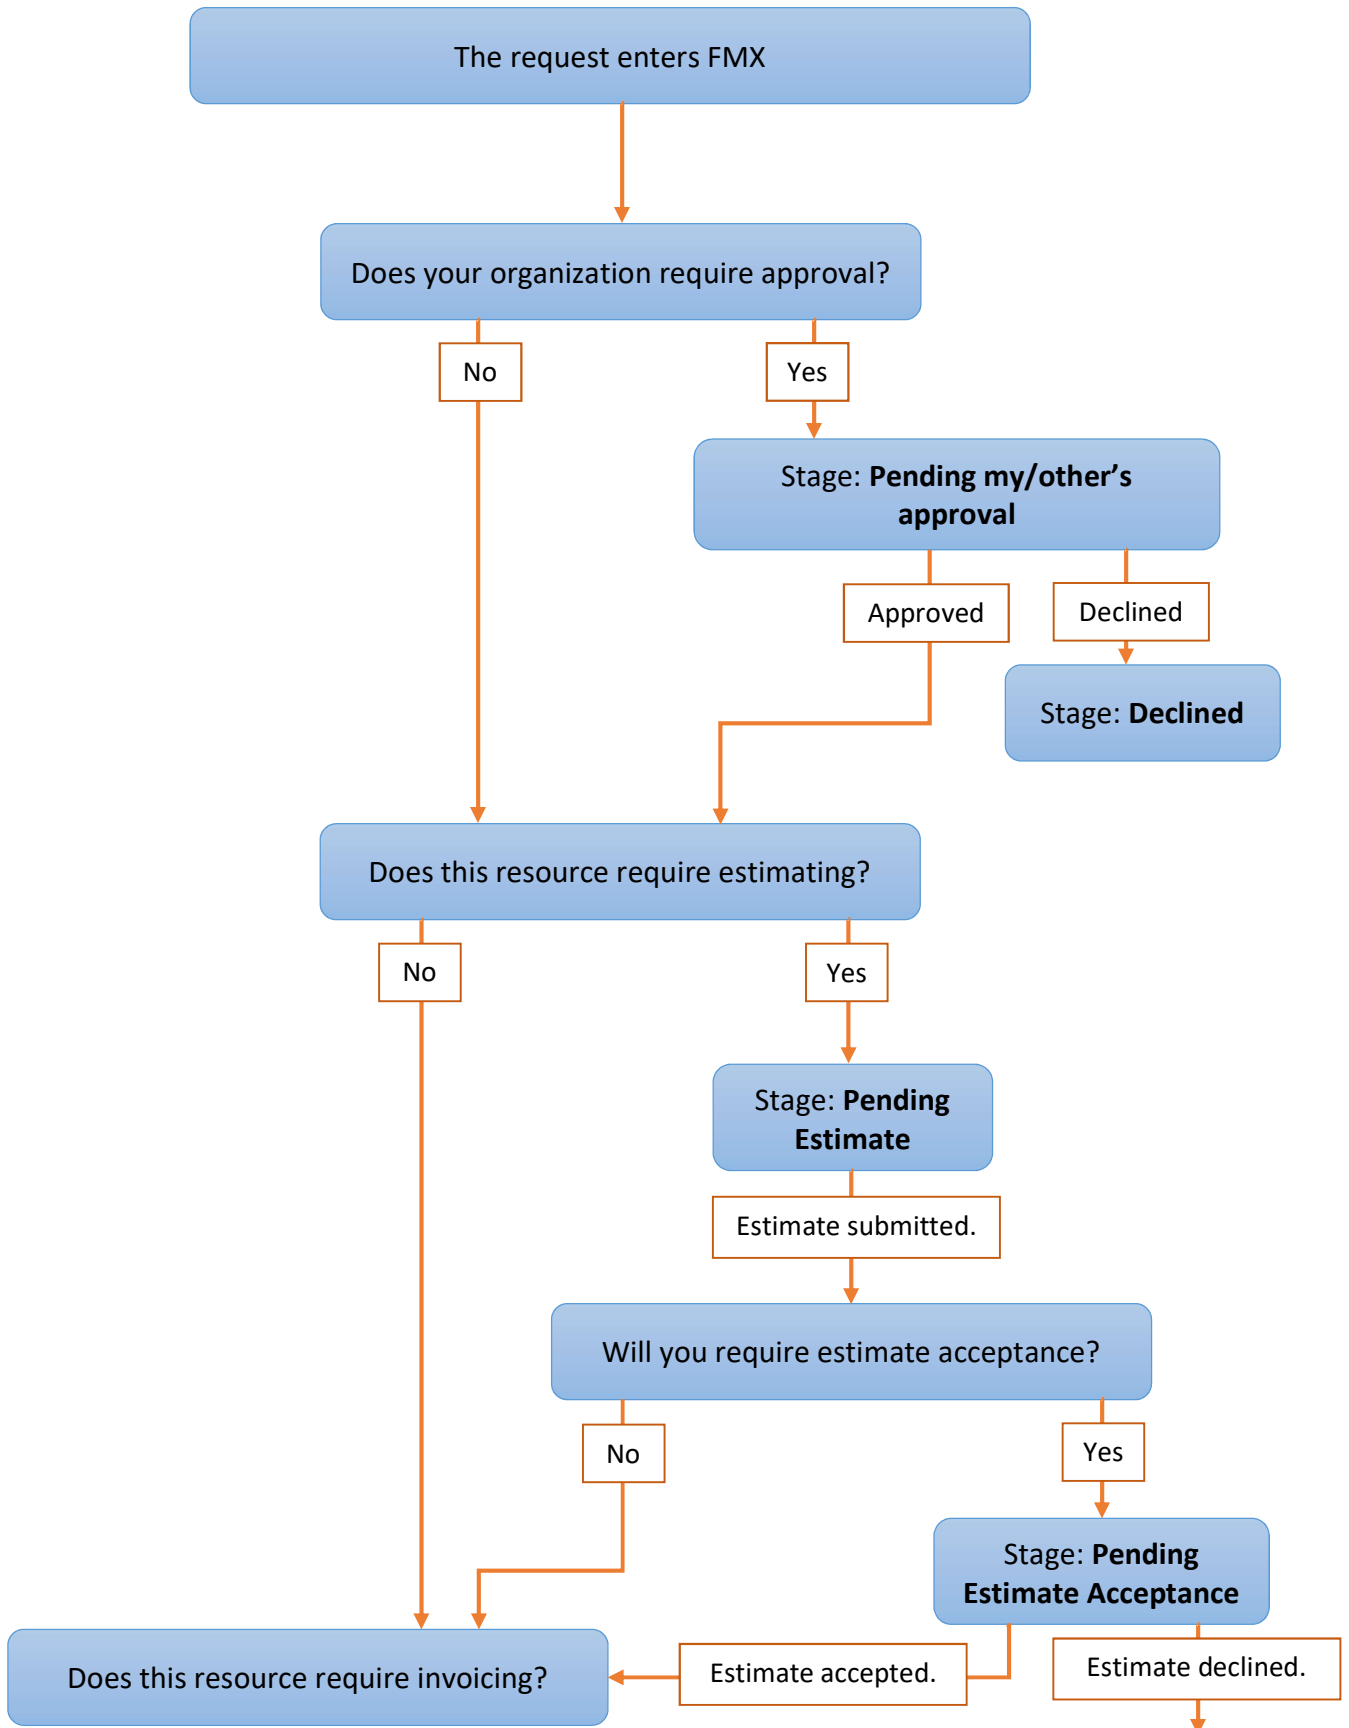 The request enters FMX
Does your organization require approval?
No
Yes
Stage: Pending my/other’s
approval
Approved
Declined
Stage: Declined
Does this resource require estimating?
No
Yes
Stage: Pending
Estimate
Estimate submitted.
Will you require estimate acceptance?
No
Yes
Stage: Pending
Estimate Acceptance
Does this resource require invoicing?
Estimate accepted.
Estimate declined.